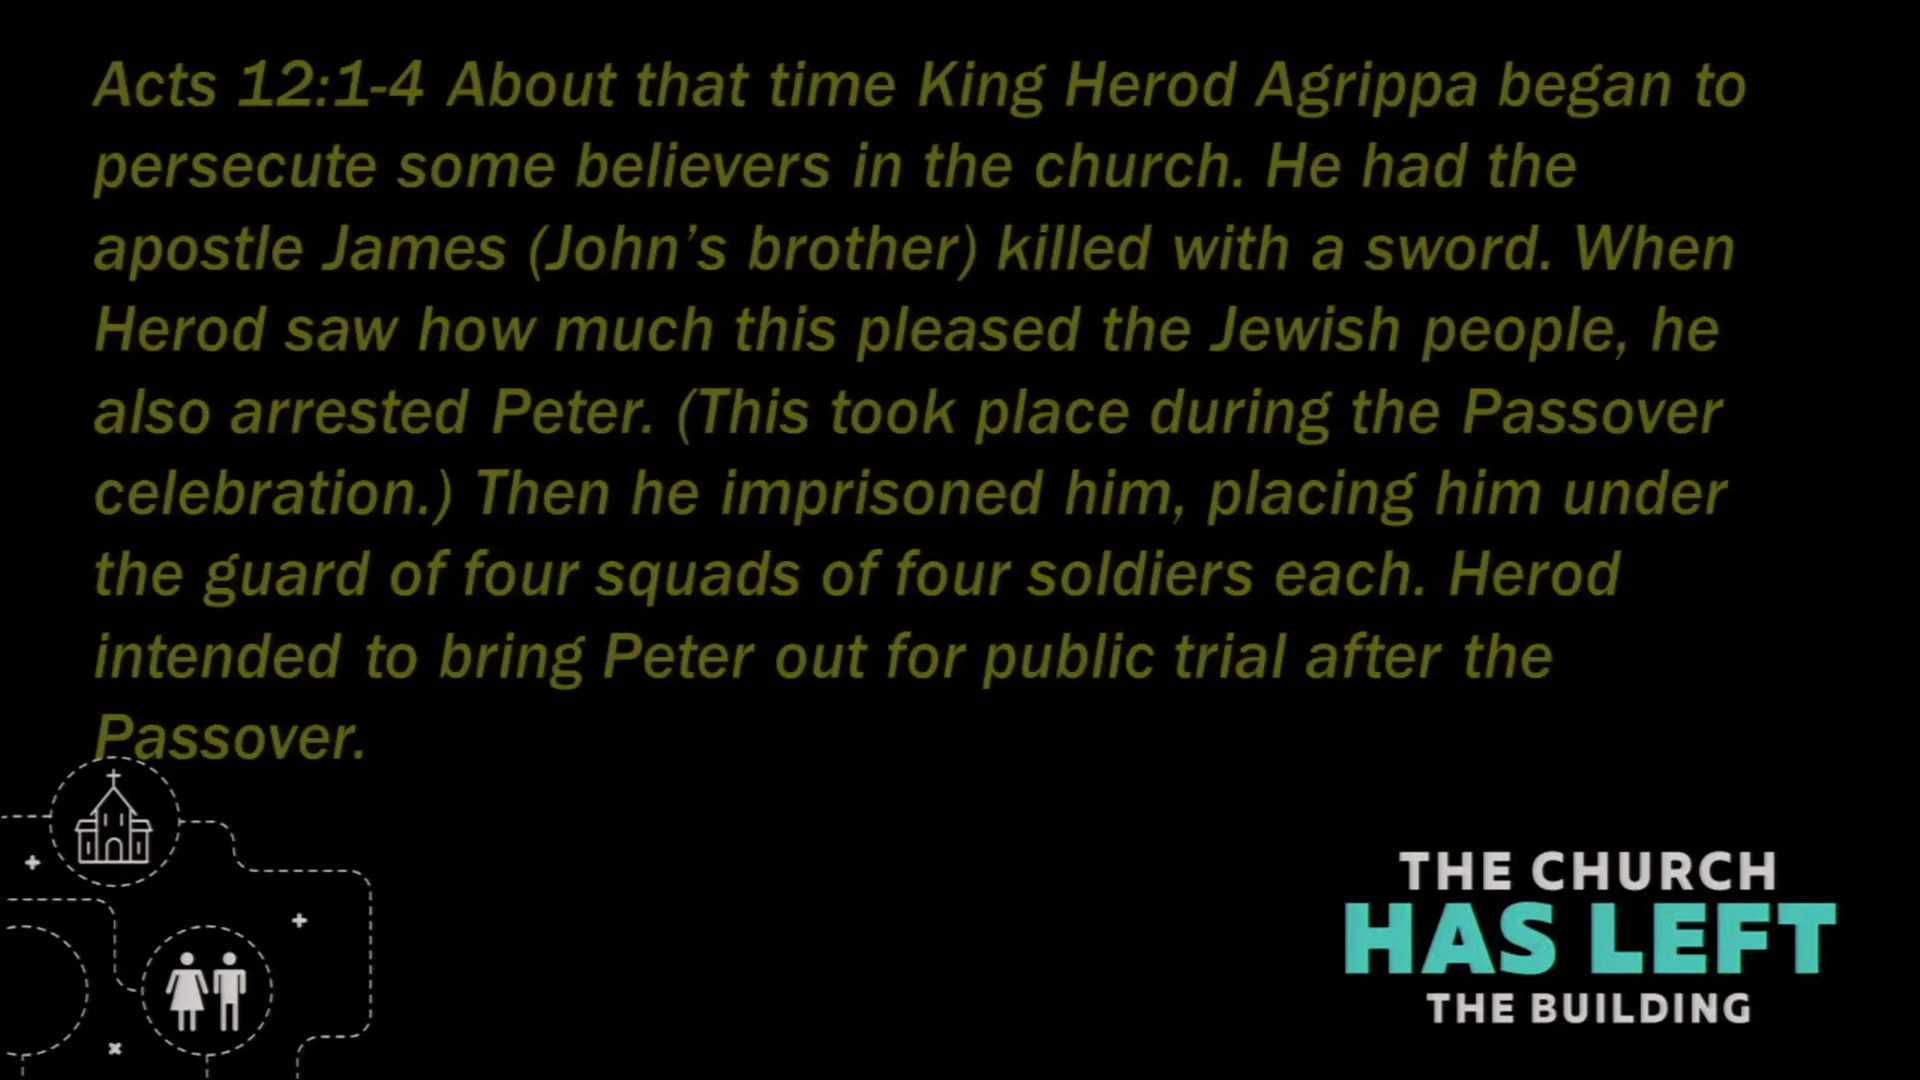 Acts 12:1-4 About that time King Herod Agrippa began to
persecute some believers in the church. He had the
apostle James (John’s brother) killed with a sword. When
Herod saw how much this pleased the Jewish people, he
also arrested Peter. (This took place during the Passover
celebration.) Then he imprisoned him, placing him under
the guard of four squads of four soldiers each. Herod
intended to bring Peter out for public trial after the
Passover.
THE CHURCH
HAS LEFT
THE BUILDING